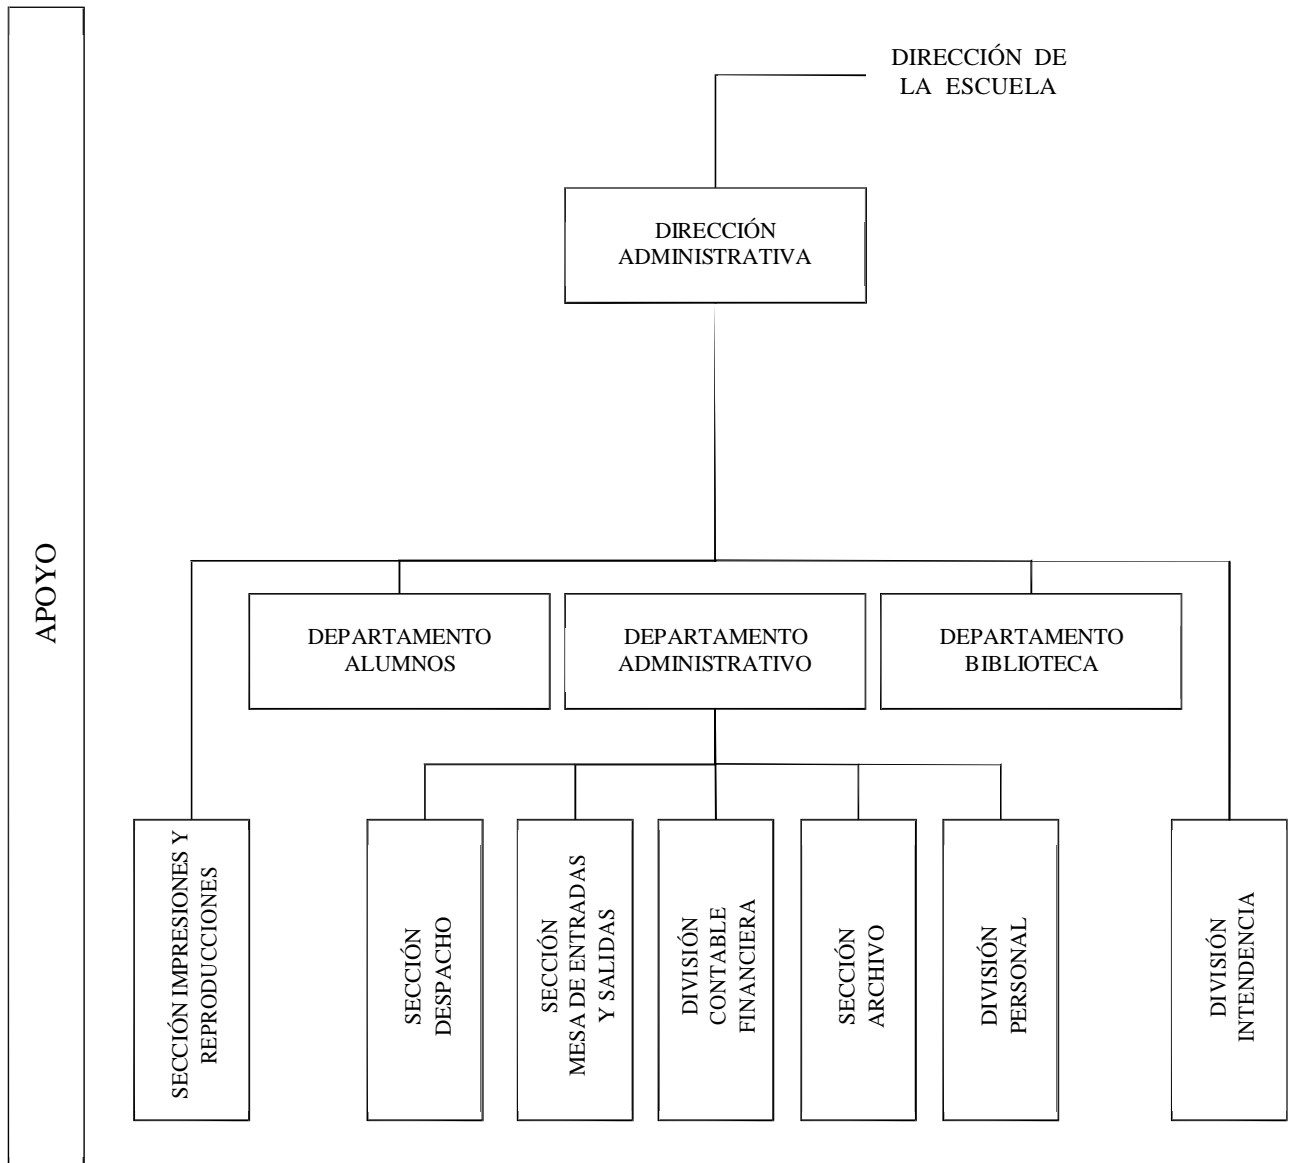 DIRECCIÓN DE
LA ESCUELA
DIRECCIÓN
ADMINISTRATIVA
APOYO
DEPARTAMENTO
ALUMNOS
DEPARTAMENTO
ADMINISTRATIVO
DEPARTAMENTO
BIBLIOTECA
SECCIÓN IMPRESIONES Y
REPRODUCCIONES
SECCIÓN
DESPACHO
SECCIÓN
MESA DE ENTRADAS
Y SALIDAS
DIVISIÓN
CONTABLE
FINANCIERA
SECCIÓN
ARCHIVO
DIVISIÓN
PERSONAL
DIVISIÓN
INTENDENCIA